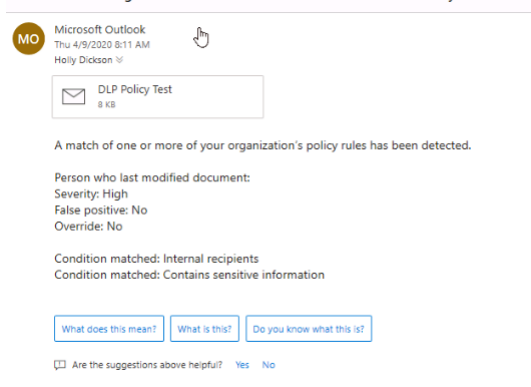 MO
Microsoft Outlook
Thu 4/9/2020 8:11 AM
Holly Dickson
DLP Policy Test
8 KB
A match of one or more of your organization's policy rules has been detected.
Person who last modified document:
Severity: High
False positive: No
Override: No
Condition matched: Internal recipients
Condition matched: Contains sensitive information
What does this mean? What is this? Do you know what this is?
Are the suggestions above helpful? Yes No